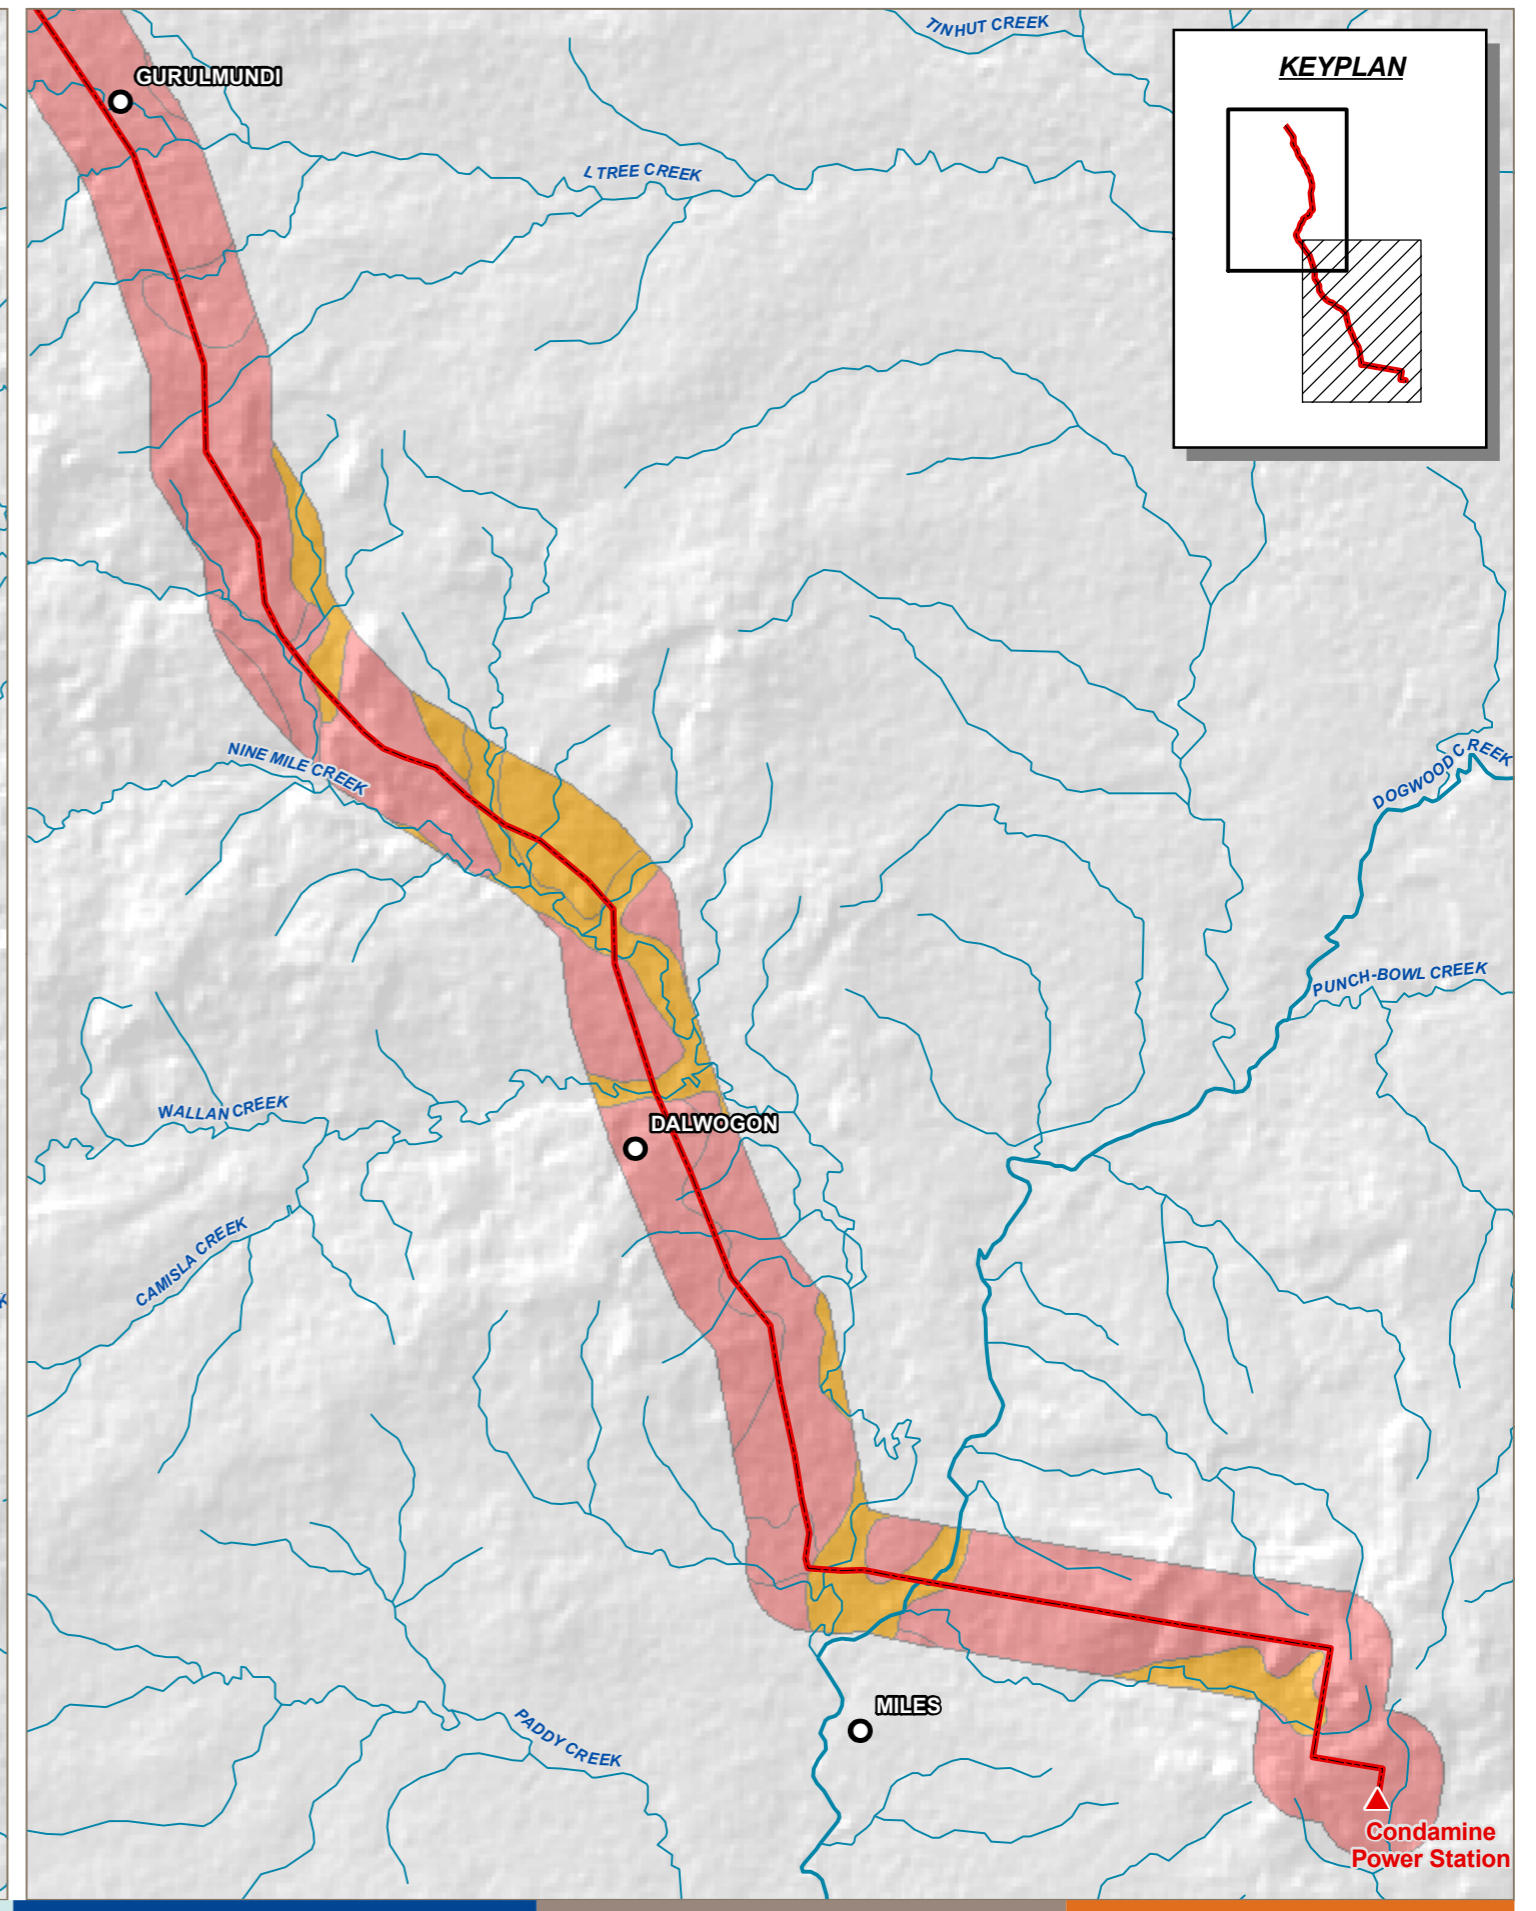 TINHUT CREEK
KEYPLAN
GURULMUNDI
L TREE CREEK
NINE MILE CREEK
DOGWOOD CREEK
PUNCH-BOWL CREEK
WALLAN CREEK
DALWOGON
CAMISLA CREEK
MILES
PADDY CREEK
Condamine
Power Station